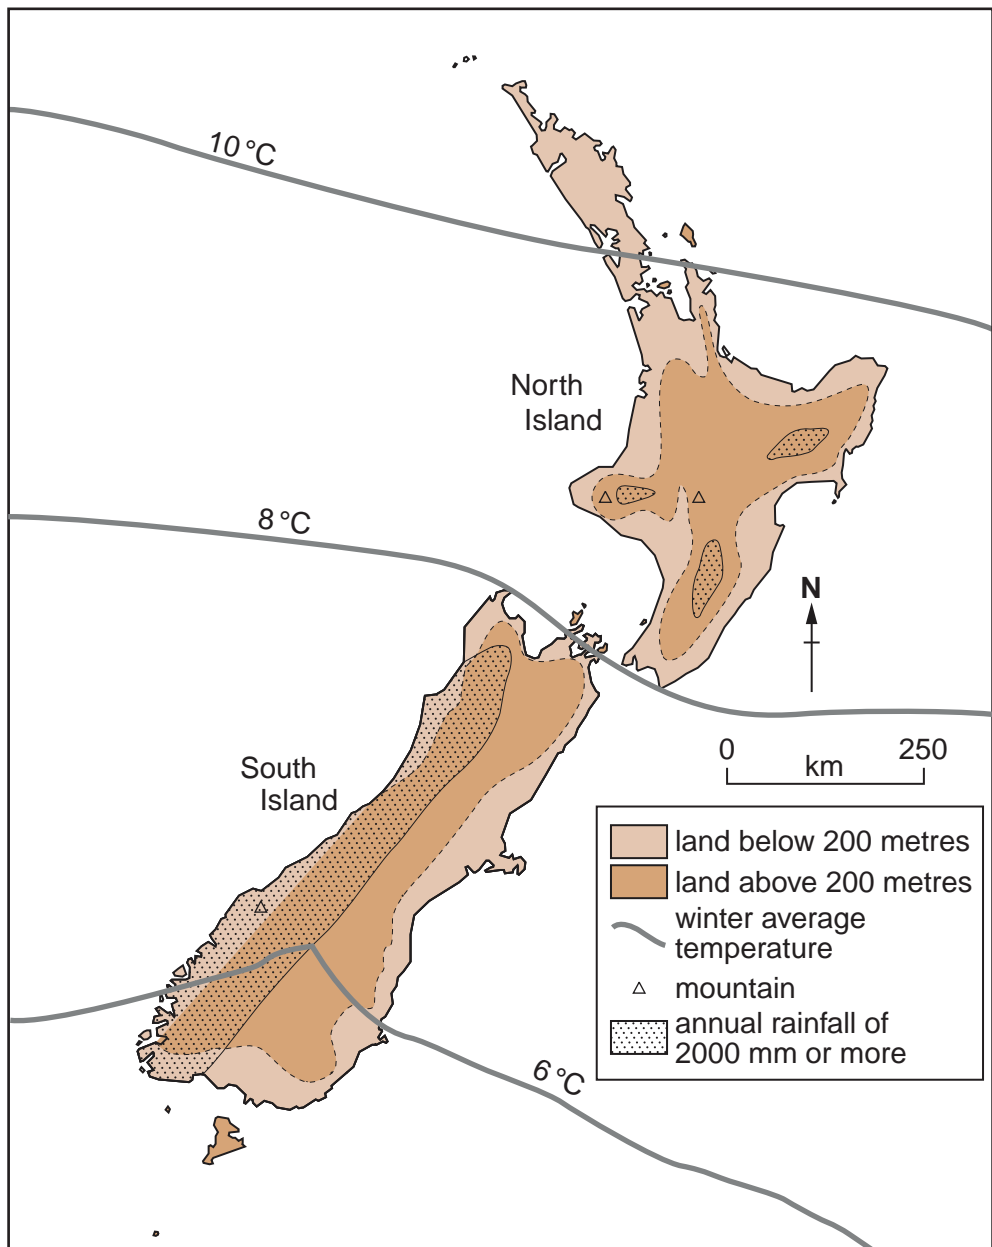 10 °C
North
Island
8 °C
N
0 250
km
South
Island
land below 200 metres
land above 200 metres
winter average
temperature
mountain
annual rainfall of
2000 mm or more
6 °C